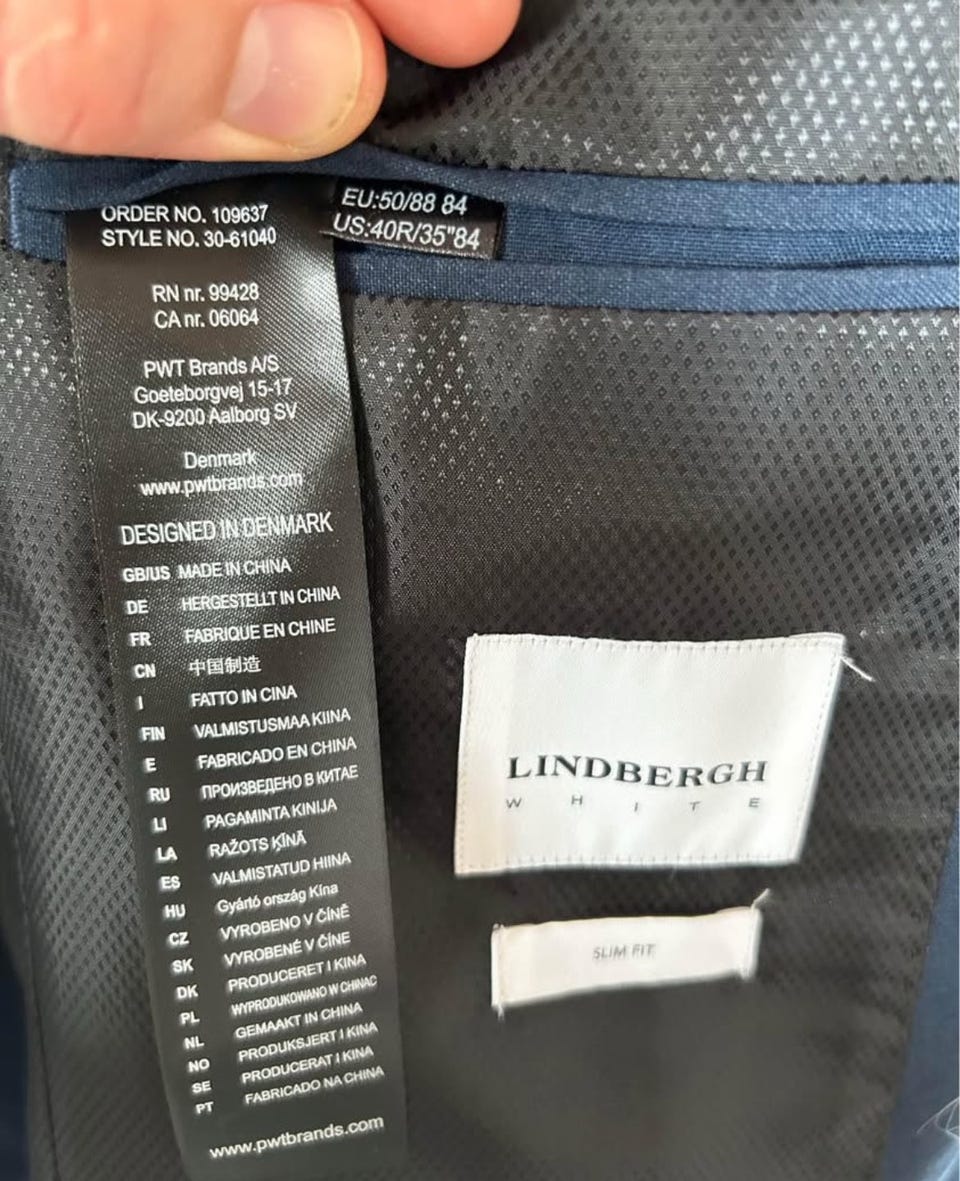 ORDER NO. 109637
STYLE NO. 30-61040
EU:50/88 84
US:40R/35"84
RN nr. 99428
CA nr. 06064
PWT Brands A/S
Goeteborgvej 15-17
DK-9200 Aalborg SV
Denmark
www.pwtbrands.com
DESIGNED IN DENMARK
GB/US MADE IN CHINA
DE HERGESTELLT IN CHINA
FR FABRIQUE EN CHINE
CN 中国制造
I FATTO IN CINA
FIN VALMISTUSMAA KIINA
E FABRICADO EN CHINA
RU ПРОИЗВЕДЕНО В КИТАЕ
LI PAGAMINTA KINIJA
LA RAŽOTS ĶĪNĀ
ES VALMISTATUD HIINA
HU Gyártó ország Kína
CZ VYROBENO V ČÍNĚ
SK VYROBENÉ V ČÍNE
DK PRODUCERET I KINA
PL WYPRODUKOWANO W CHINAC
NL GEMAAKT IN CHINA
NO PRODUKSJERT I KINA
SE PRODUCERAT I KINA
PT FABRICADO NA CHINA
www.pwtbrands.com
LINDBERGH
WHITE
SLIM FIT